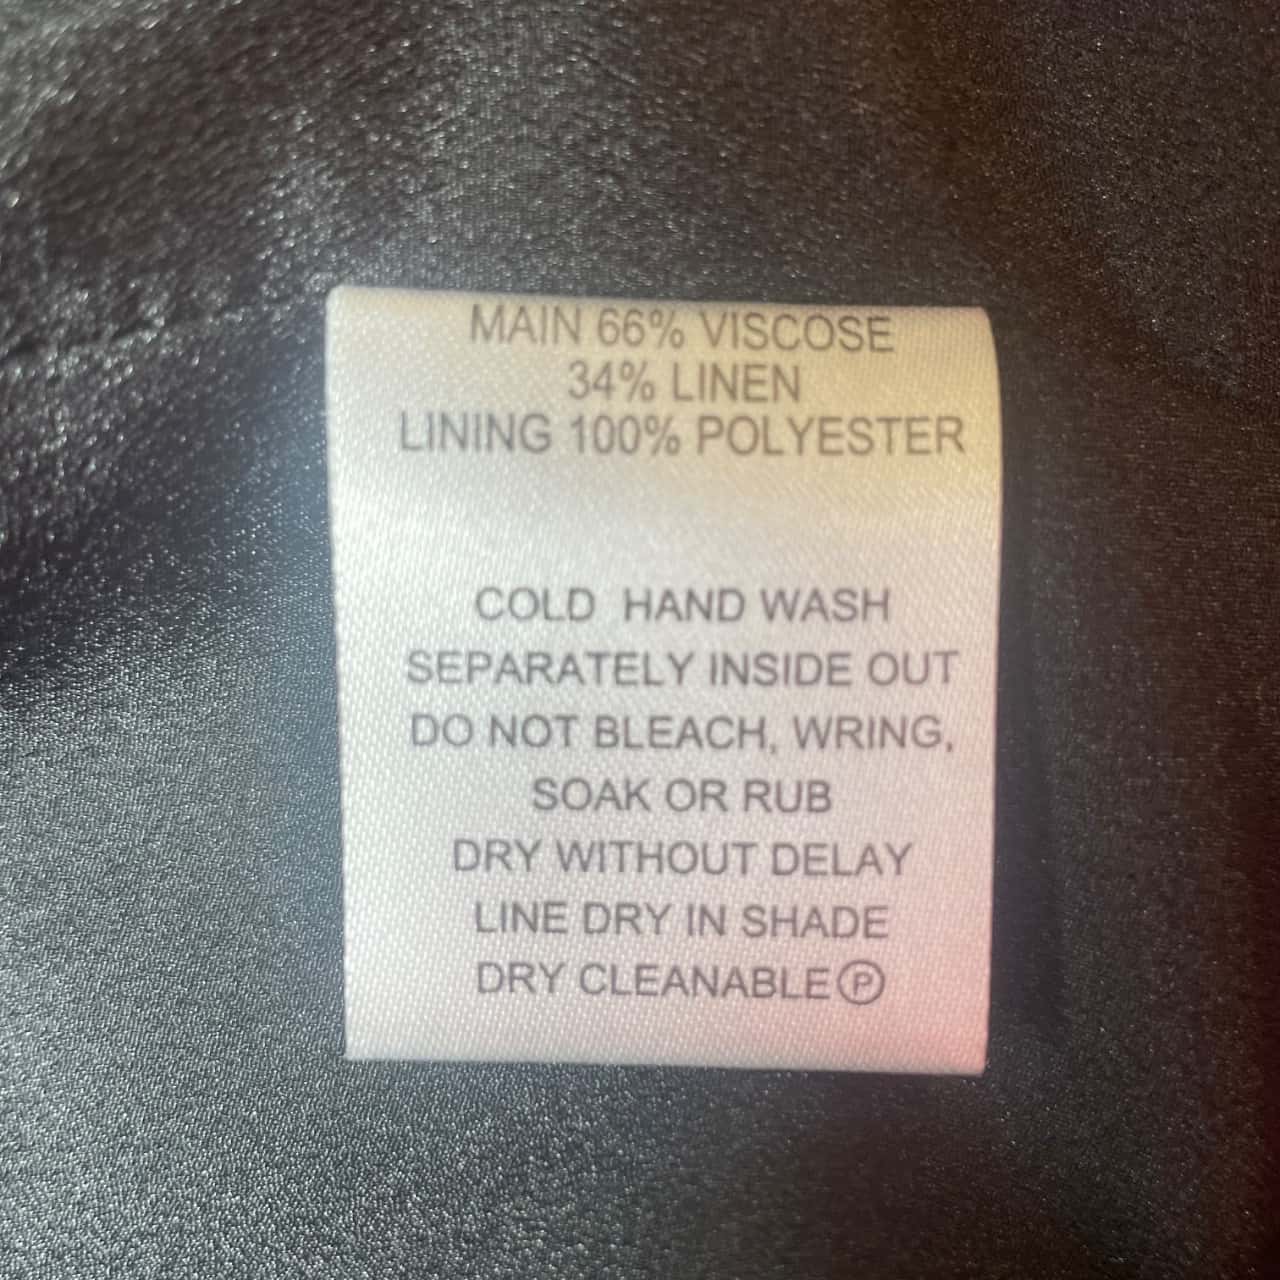 MAIN 66% VISCOSE
34% LINEN
LINING 100% POLYESTER
COLD HAND WASH
SEPARATELY INSIDE OUT
DO NOT BLEACH, WRING,
SOAK OR RUB
DRY WITHOUT DELAY
LINE DRY IN SHADE
DRY CLEANABLE Ⓟ